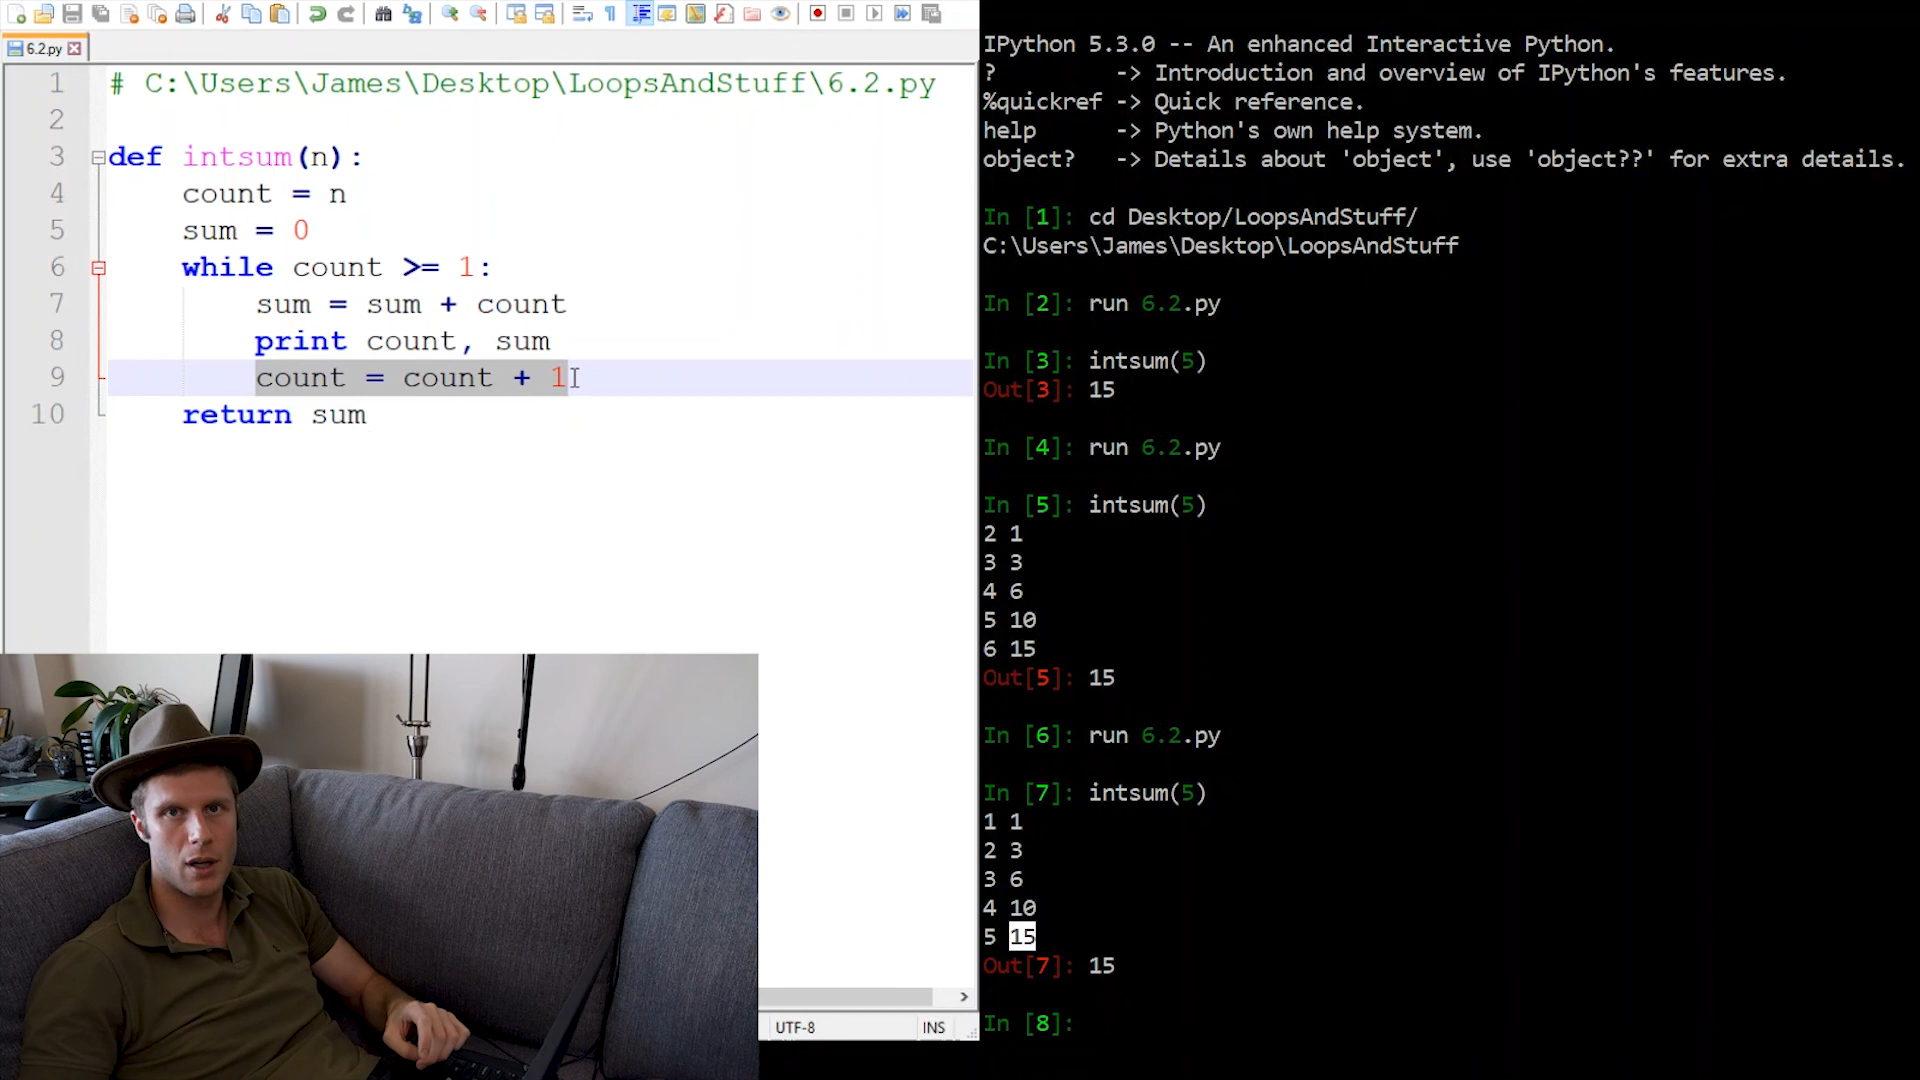 6.2.py
1 # C:\Users\James\Desktop\LoopsAndStuff\6.2.py
2
3 def intsum(n):
4 count = n
5 sum = 0
6 while count >= 1:
7 sum = sum + count
8 print count, sum
9 count = count + 1
10 return sum
UTF-8 INS
IPython 5.3.0 -- An enhanced Interactive Python.
? -> Introduction and overview of IPython's features.
%quickref -> Quick reference.
help -> Python's own help system.
object? -> Details about 'object', use 'object??' for extra details.
In [1]: cd Desktop/LoopsAndStuff/
C:\Users\James\Desktop\LoopsAndStuff
In [2]: run 6.2.py
In [3]: intsum(5)
Out[3]: 15
In [4]: run 6.2.py
In [5]: intsum(5)
2 1
3 3
4 6
5 10
6 15
Out[5]: 15
In [6]: run 6.2.py
In [7]: intsum(5)
1 1
2 3
3 6
4 10
5 15
Out[7]: 15
In [8]: